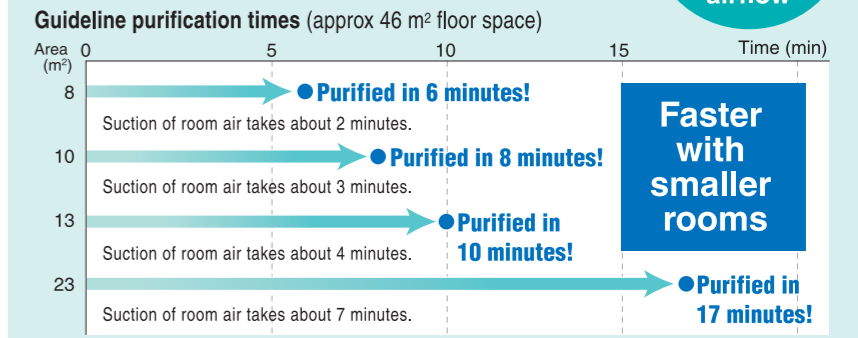 airflow
Guideline purification times (approx 46 m² floor space)
Area
(m²)
0 5 10 15 Time (min)
8
Purified in 6 minutes!
Suction of room air takes about 2 minutes.
10
Purified in 8 minutes!
Suction of room air takes about 3 minutes.
13
Purified in
10 minutes!
Suction of room air takes about 4 minutes.
23
Purified in
17 minutes!
Suction of room air takes about 7 minutes.
Faster
with
smaller
rooms